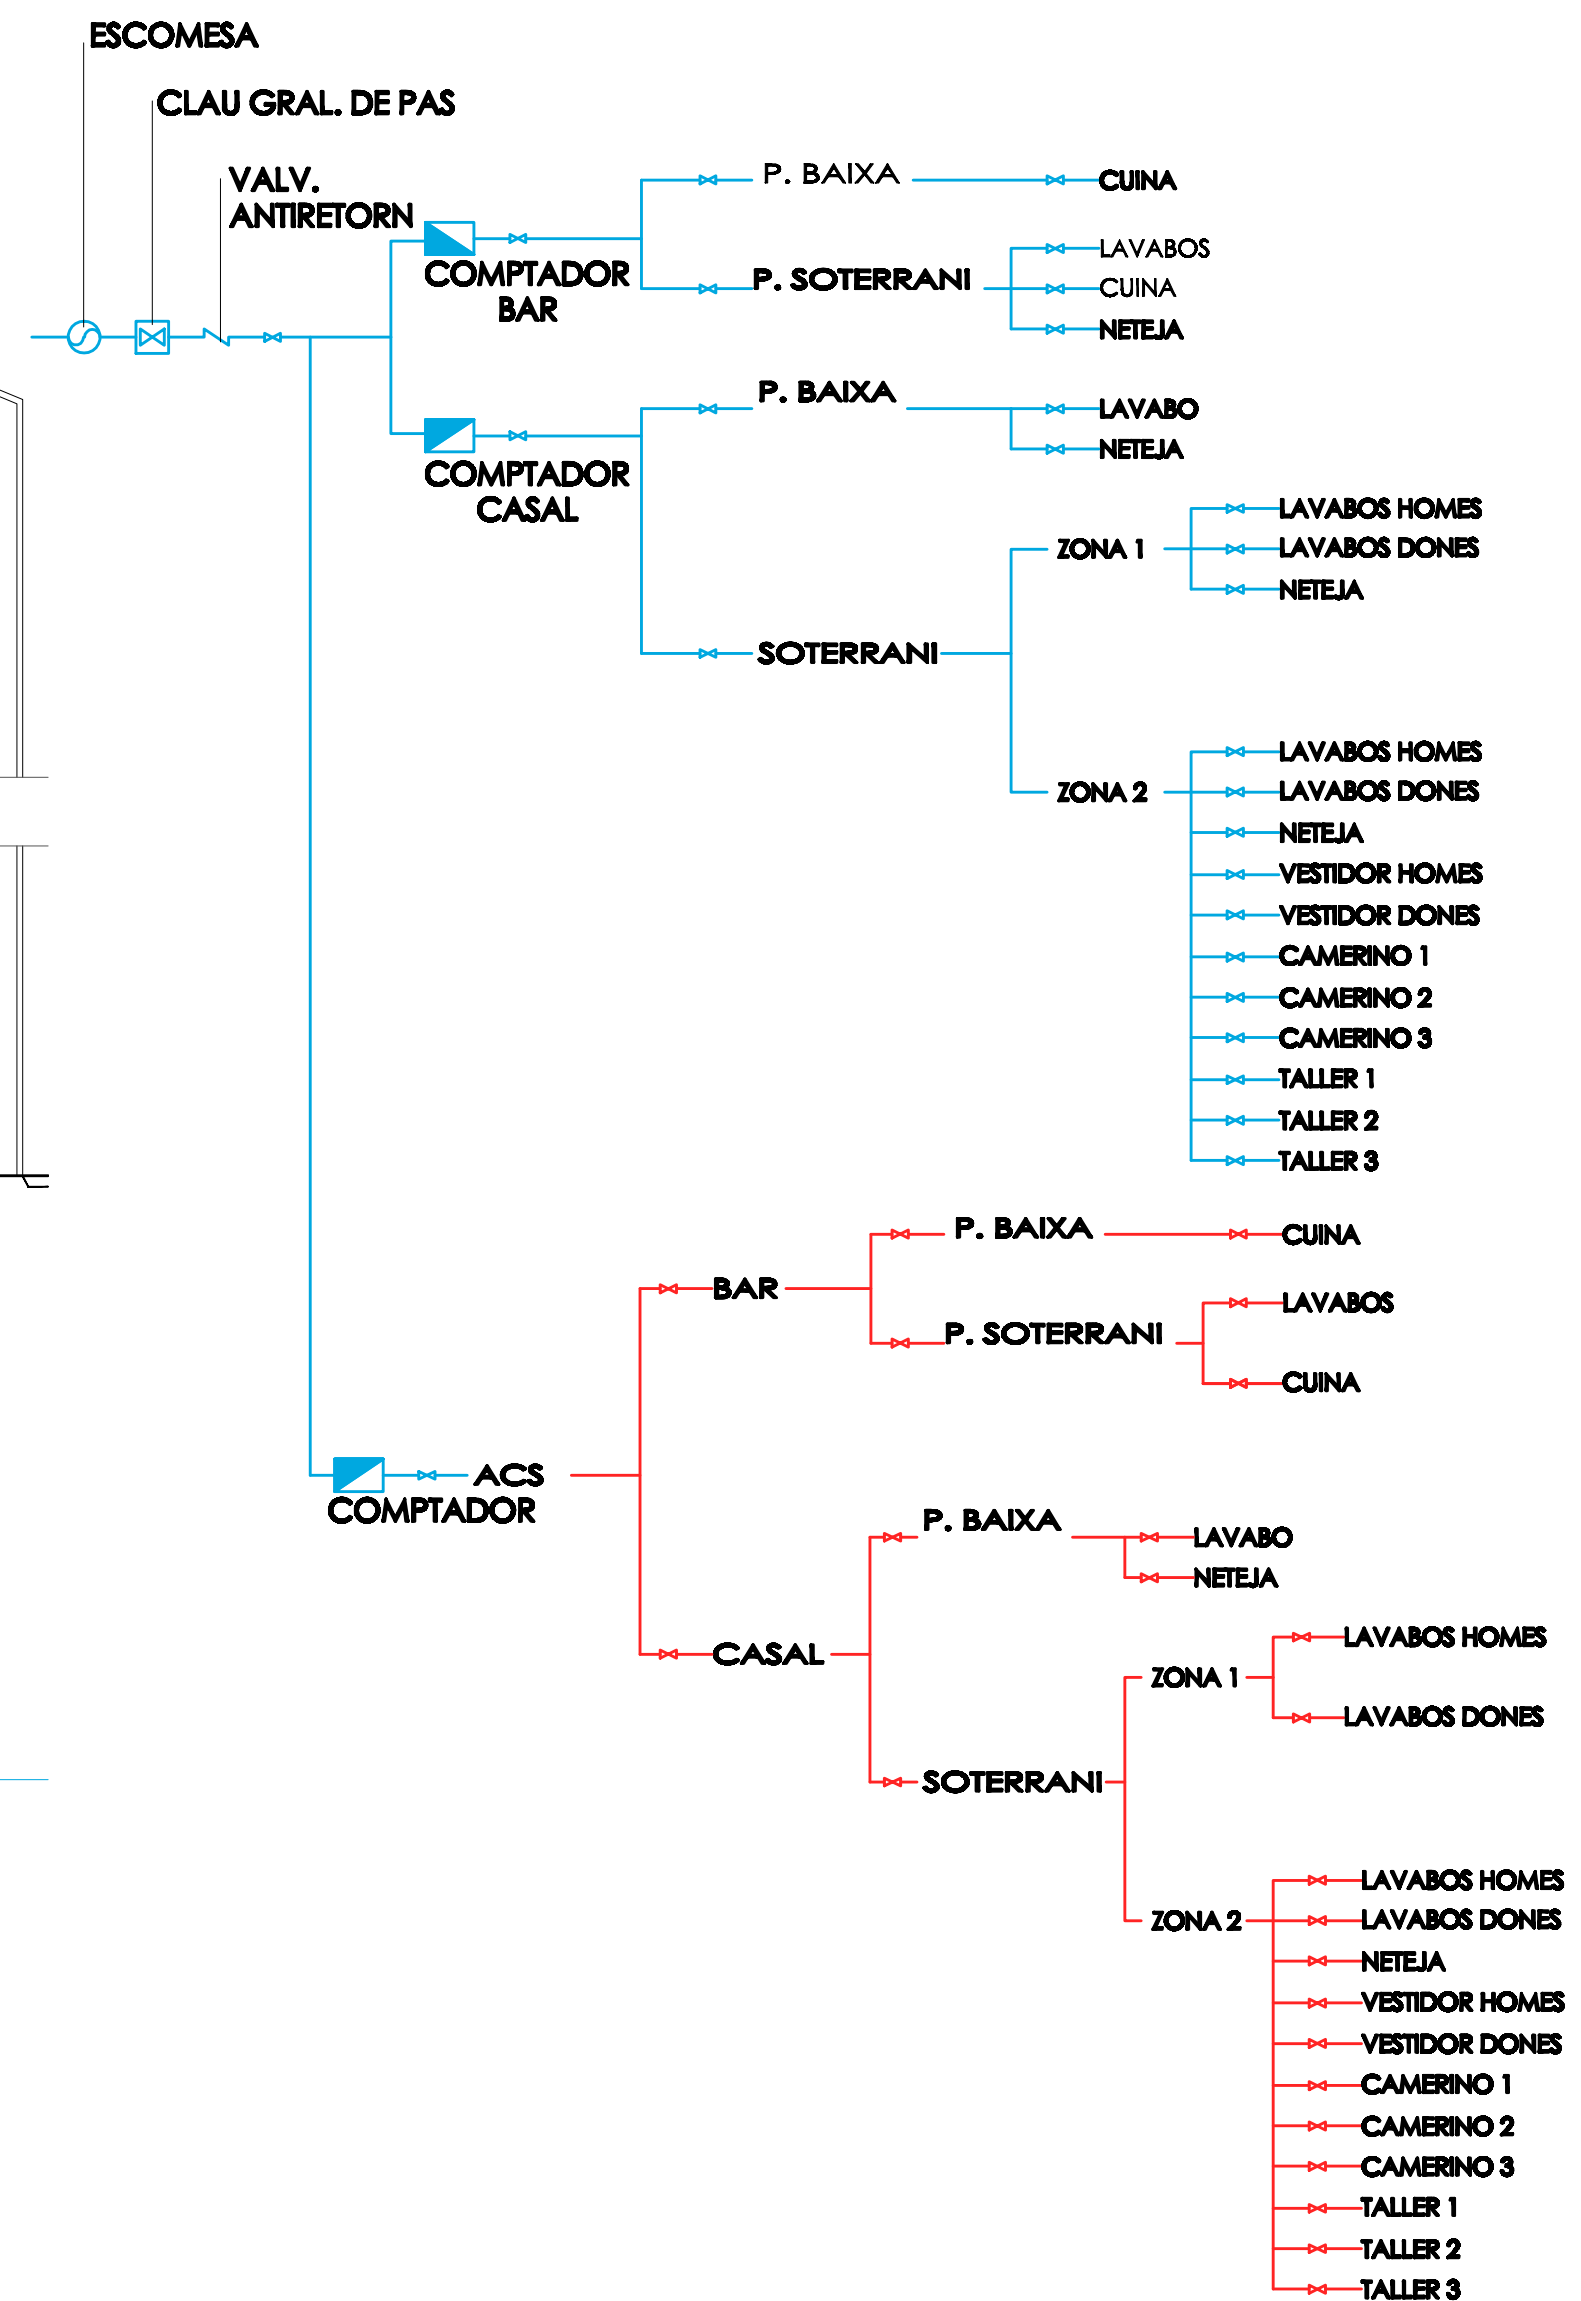 ESCOMESA
CLAU GRAL. DE PAS
VALV.
ANTIRETORN
COMPTADOR
BAR
P. BAIXA
CUINA
P. SOTERRANI
LAVABOS
CUINA
NETEJA
COMPTADOR
CASAL
P. BAIXA
LAVABO
NETEJA
SOTERRANI
ZONA 1
LAVABOS HOMES
LAVABOS DONES
NETEJA
ZONA 2
LAVABOS HOMES
LAVABOS DONES
NETEJA
VESTIDOR HOMES
VESTIDOR DONES
CAMERINO 1
CAMERINO 2
CAMERINO 3
TALLER 1
TALLER 2
TALLER 3
ACS
COMPTADOR
BAR
P. BAIXA
CUINA
P. SOTERRANI
LAVABOS
CUINA
CASAL
P. BAIXA
LAVABO
NETEJA
SOTERRANI
ZONA 1
LAVABOS HOMES
LAVABOS DONES
ZONA 2
LAVABOS HOMES
LAVABOS DONES
NETEJA
VESTIDOR HOMES
VESTIDOR DONES
CAMERINO 1
CAMERINO 2
CAMERINO 3
TALLER 1
TALLER 2
TALLER 3